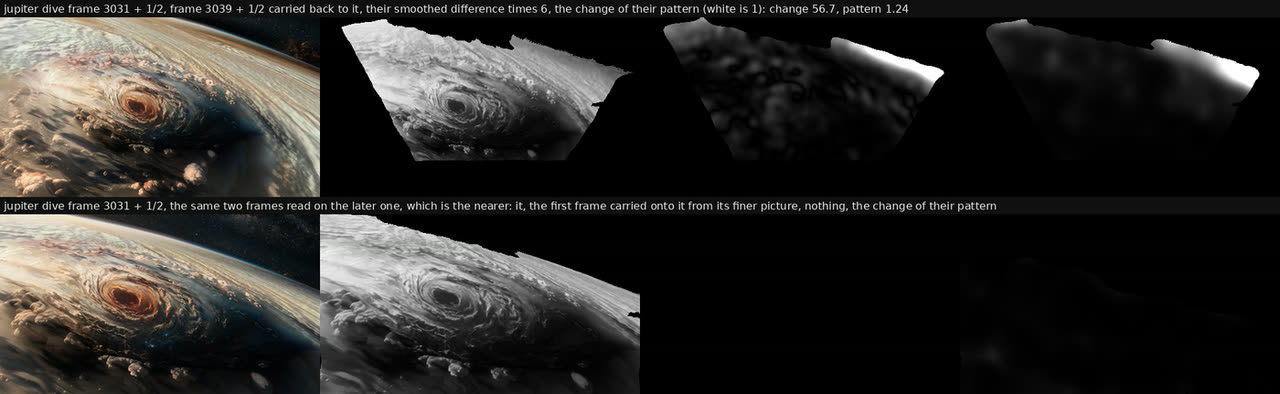 jupiter dive frame 3031 + 1/2, frame 3039 + 1/2 carried back to it, their smoothed difference times 6, the change of their pattern (white is 1): change 56.7, pattern 1.24
jupiter dive frame 3031 + 1/2, the same two frames read on the later one, which is the nearer: it, the first frame carried onto it from its finer picture, nothing, the change of their pattern